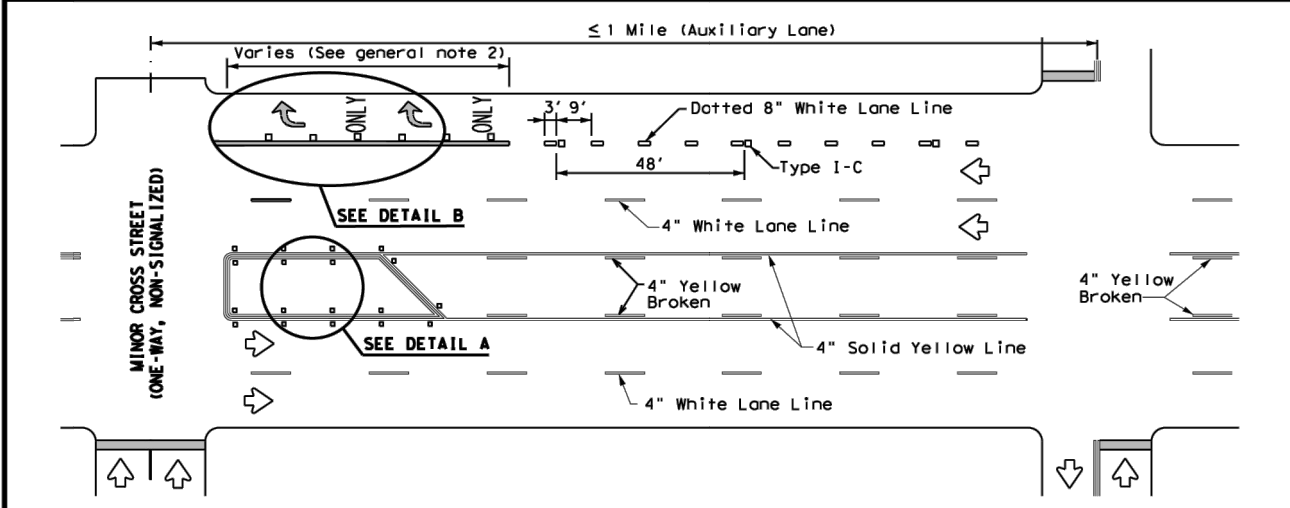 ≤ 1 Mile (Auxiliary Lane)
Varies (See general note 2)
ONLY
ONLY
3' 9'
Dotted 8" White Lane Line
48'
Type I-C
SEE DETAIL B
4" White Lane Line
MINOR CROSS STREET
(ONE-WAY, NON-SIGNALIZED)
4" Yellow
Broken
4" Yellow
Broken
SEE DETAIL A
4" Solid Yellow Line
4" White Lane Line